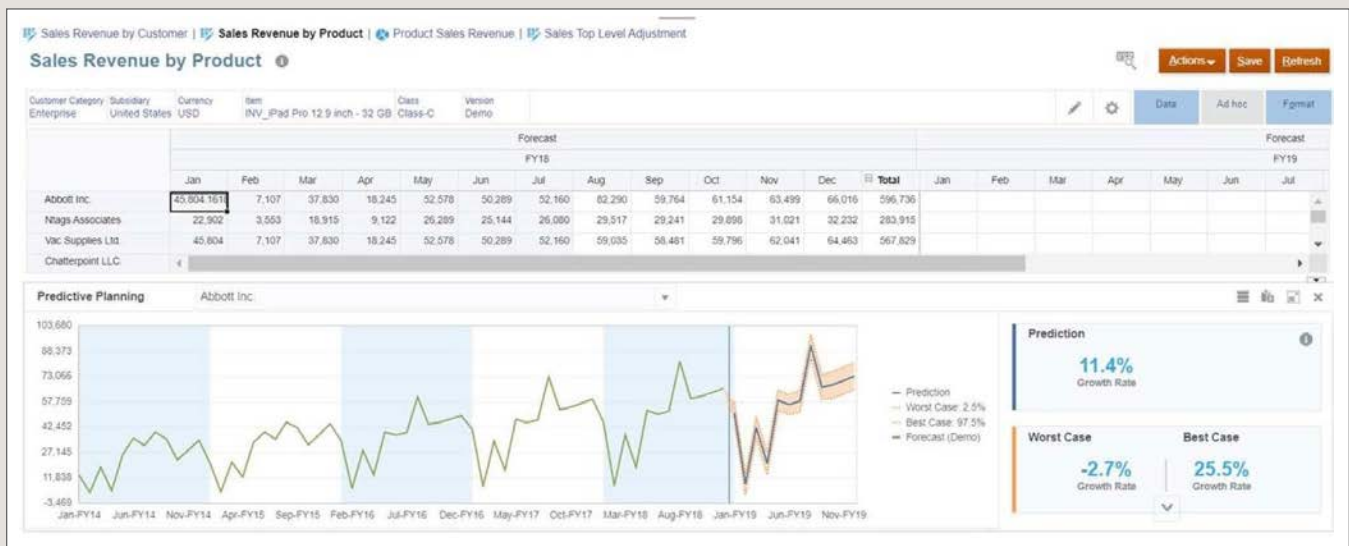 Sales Revenue by Customer | Sales Revenue by Product | Product Sales Revenue | Sales Top Level Adjustment
Sales Revenue by Product
Actions Save Refresh
Customer Category Subsidiary Currency Item Class Version
Enterprise United States USD INV_iPad Pro 12.9 inch - 32 GB Class-C Demo
Data Ad hoc Format
Forecast Forecast
FY18 FY19
Jan Feb Mar Apr May Jun Jul Aug Sep Oct Nov Dec Total Jan Feb Mar Apr May Jun Jul
Abbott Inc. 45,804.1618 7,107 37,830 18,245 52,578 50,289 52,160 82,290 59,764 61,154 63,499 66,016 596,736
Ntags Associates 22,902 3,553 18,915 9,122 26,289 25,144 26,080 29,517 29,241 29,898 31,021 32,232 283,915
Vac Supplies Ltd. 45,804 7,107 37,830 18,245 52,578 50,289 52,160 59,035 58,481 59,796 62,041 64,463 567,829
Chatterpoint LLC.
Predictive Planning Abbott Inc.
103,680
88,373
73,066
57,759
42,452
27,145
11,838
-3,469
Jan-FY14 Jun-FY14 Nov-FY14 Apr-FY15 Sep-FY15 Feb-FY16 Jul-FY16 Dec-FY16 May-FY17 Oct-FY17 Mar-FY18 Aug-FY18 Jan-FY19 Jun-FY19 Nov-FY19
Prediction
Worst Case: 2.5%
Best Case: 97.5%
Forecast (Demo)
Prediction
11.4%
Growth Rate
Worst Case Best Case
-2.7% 25.5%
Growth Rate Growth Rate